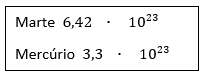 Marte 6,42 · 10²³
Mercúrio 3,3 · 10²³